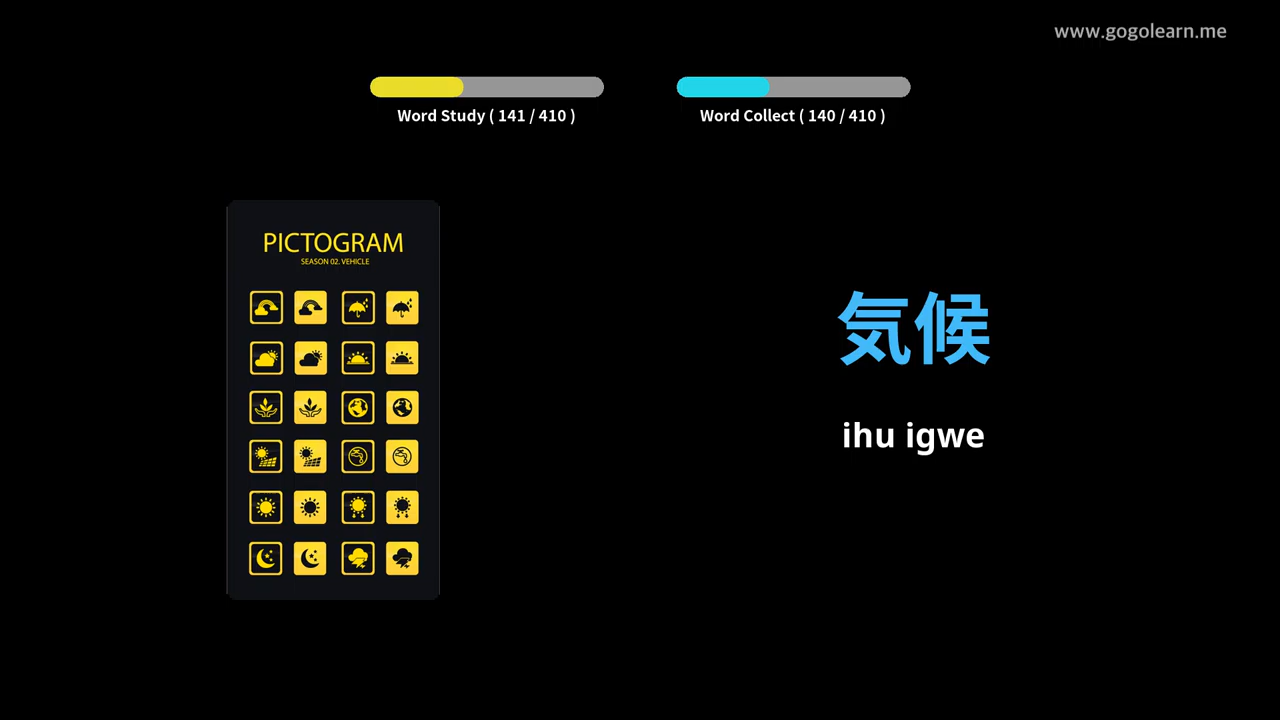 www.gogolearn.me
Word Study ( 141 / 410 )
Word Collect ( 140 / 410 )
PICTOGRAM
SEASON 02. VEHICLE
気候
ihu igwe